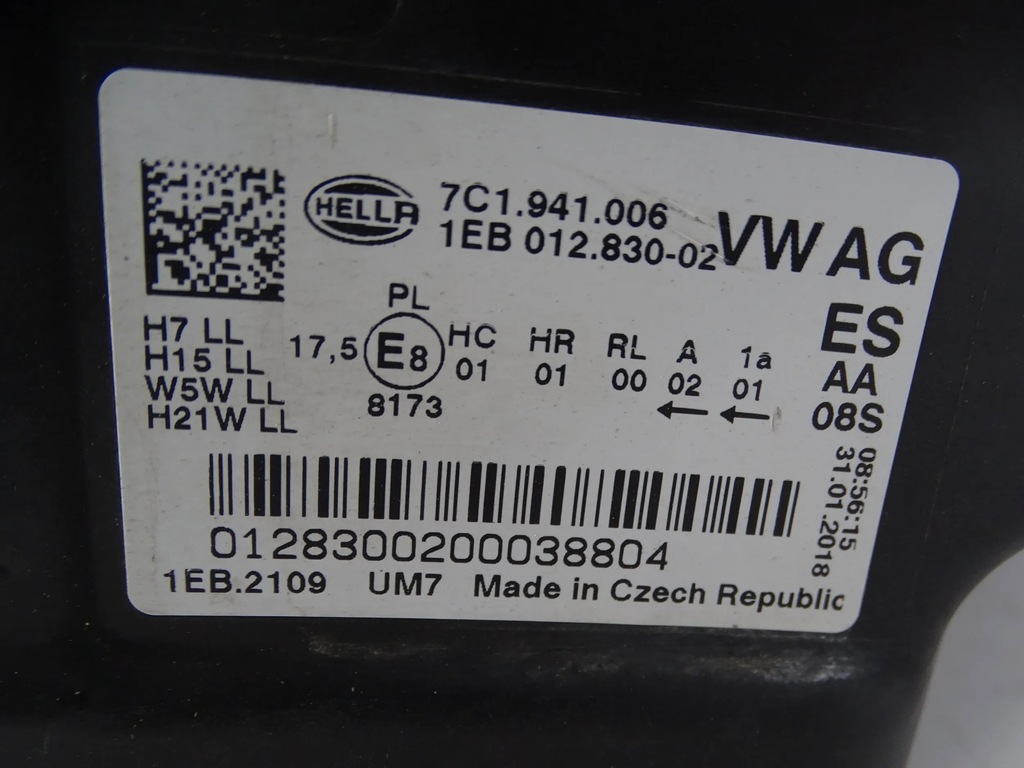 HELLA
7C1.941.006
1EB 012.830-02
VW AG
ES
AA
08S
H7 LL
H15 LL
W5W LL
H21W LL
17,5
PL
E8
8173
HC HR RL A 1a
01 01 00 02 01
← ←
08:56:15
31.01.2018
01283002000038804
1EB.2109 UM7 Made in Czech Republic